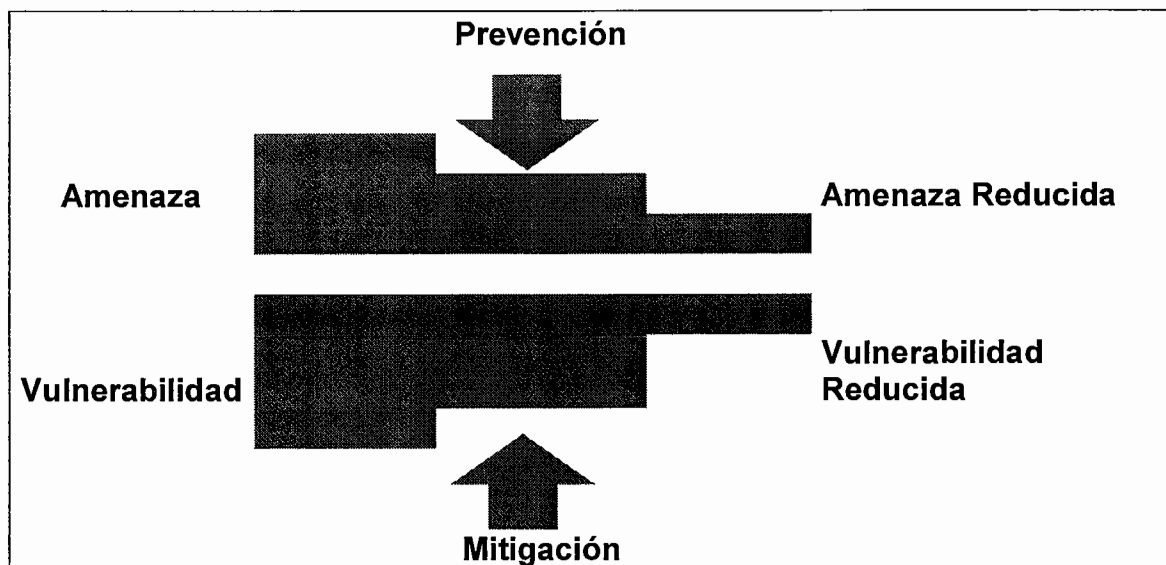 Prevención
Amenaza
Amenaza Reducida
Vulnerabilidad
Vulnerabilidad
Reducida
Mitigación